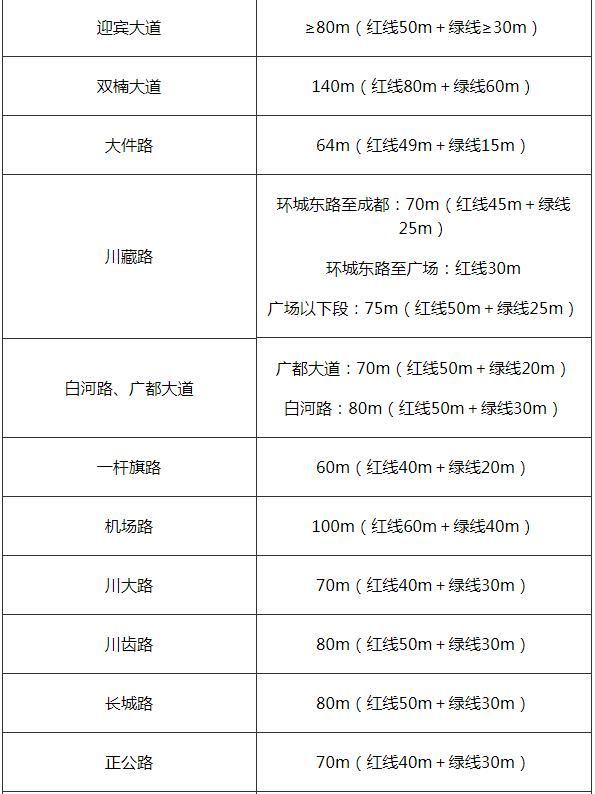 迎宾大道
≥80m（红线50m＋绿线≥30m）
双楠大道
140m（红线80m＋绿线60m）
大件路
64m（红线49m＋绿线15m）
川藏路
环城东路至成都：70m（红线45m＋绿线
25m）
环城东路至广场：红线30m
广场以下段：75m（红线50m＋绿线25m）
白河路、广都大道
广都大道：70m（红线50m＋绿线20m）
白河路：80m（红线50m＋绿线30m）
一杆旗路
60m（红线40m＋绿线20m）
机场路
100m（红线60m＋绿线40m）
川大路
70m（红线40m＋绿线30m）
川齿路
80m（红线50m＋绿线30m）
长城路
80m（红线50m＋绿线30m）
正公路
70m（红线40m＋绿线30m）